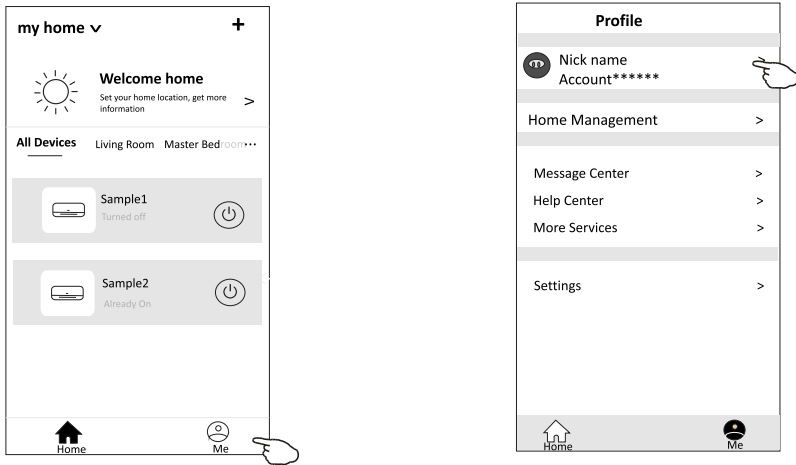 my home v
+
Welcome home
Set your home location, get more
information
>
All Devices Living Room Master Bedroom...
Sample1
Turned off
Sample2
Already On
Home
Me
Profile
Nick name
Account******
>
Home Management >
Message Center >
Help Center >
More Services >
Settings >
Home
Me